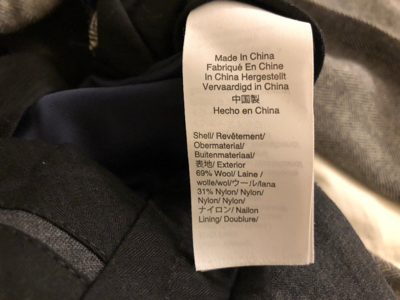 Made In China
Fabriqué En Chine
In China Hergestellt
Vervaardigd in China
中国製
Hecho en China
Shell/ Revêtement/
Obermaterial/
Buitenmateriaal/
表地/ Exterior
69% Wool/ Laine /
wolle/wol/ウール/lana
31% Nylon/ Nylon/
Nylon/ Nylon/
ナイロン/ Nailon
Lining/ Doublure/